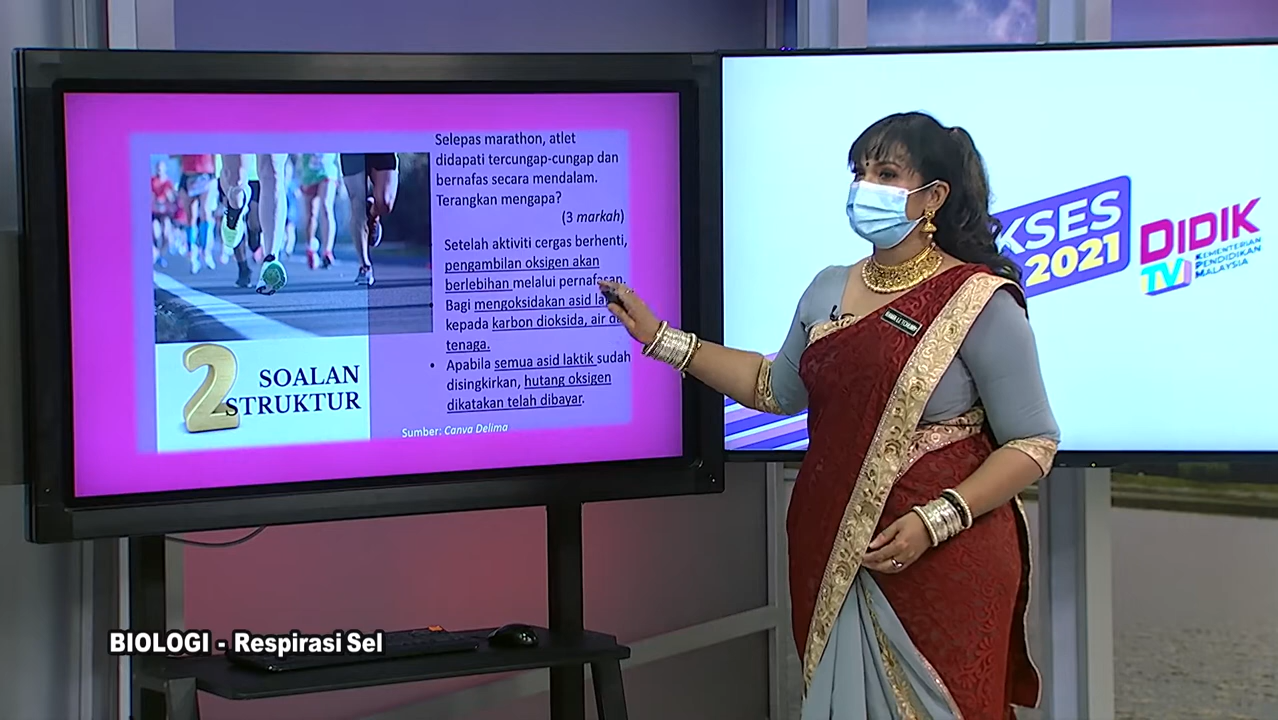 Selepas marathon, atlet
didapati tercungap-cungap dan
bernafas secara mendalam.
Terangkan mengapa?
(3 markah)
Setelah aktiviti cergas berhenti,
pengambilan oksigen akan
berlebihan melalui pernafasan.
Bagi mengoksidakan asid
kepada karbon dioksida, air
tenaga.
• Apabila semua asid laktik sudah
disingkirkan, hutang oksigen
dikatakan telah dibayar.
2 SOALAN
STRUKTUR
Sumber: Canva Delima
KSES
2021
DIDIK
TV
KEMENTERIAN
PENDIDIKAN
MALAYSIA
BIOLOGI - Respirasi Sel